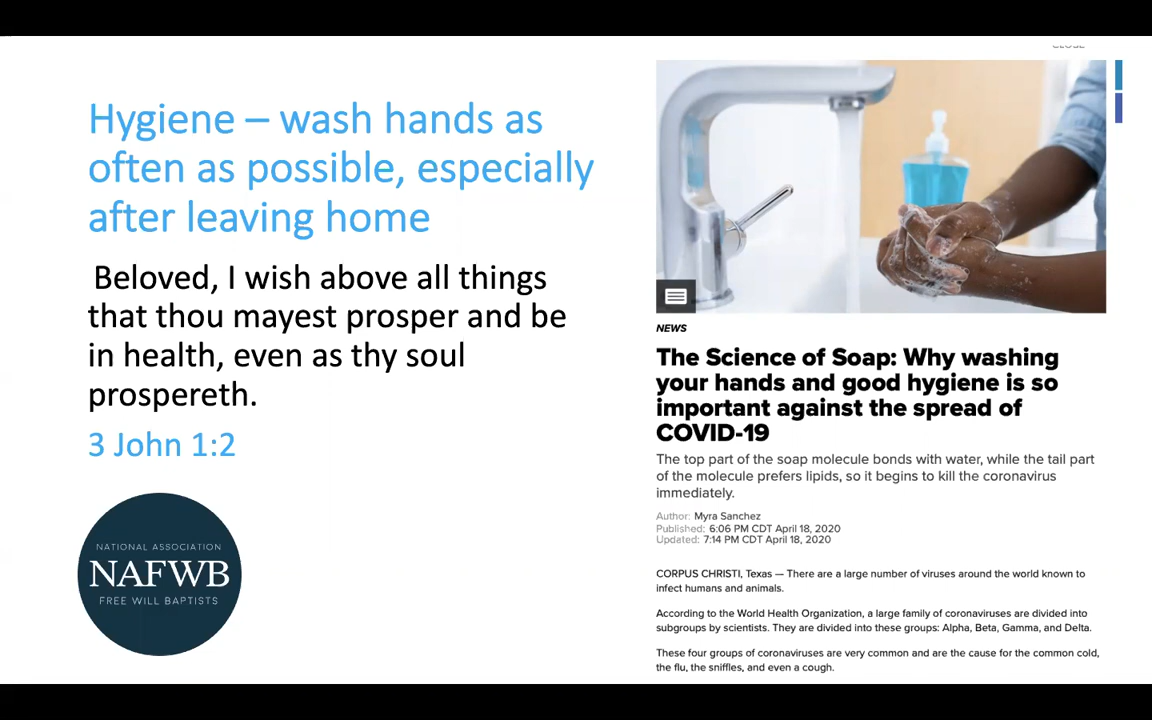 Hygiene – wash hands as
often as possible, especially
after leaving home
Beloved, I wish above all things
that thou mayest prosper and be
in health, even as thy soul
prospereth.
3 John 1:2
NATIONAL ASSOCIATION
NAFWB
FREE WILL BAPTISTS
CLOSE
NEWS
The Science of Soap: Why washing
your hands and good hygiene is so
important against the spread of
COVID-19
The top part of the soap molecule bonds with water, while the tail part
of the molecule prefers lipids, so it begins to kill the coronavirus
immediately.
Author: Myra Sanchez
Published: 6:06 PM CDT April 18, 2020
Updated: 7:14 PM CDT April 18, 2020
CORPUS CHRISTI, Texas — There are a large number of viruses around the world known to
infect humans and animals.
According to the World Health Organization, a large family of coronaviruses are divided into
subgroups by scientists. They are divided into these groups: Alpha, Beta, Gamma, and Delta.
These four groups of coronaviruses are very common and are the cause for the common cold,
the flu, the sniffles, and even a cough.